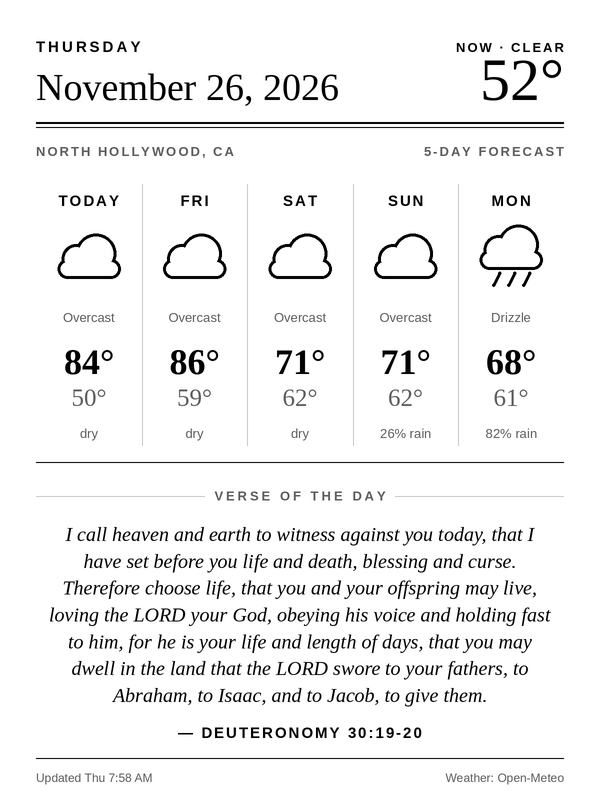 THURSDAY
NOW · CLEAR
November 26, 2026
52°
NORTH HOLLYWOOD, CA
5-DAY FORECAST
TODAY FRI SAT SUN MON
Overcast Overcast Overcast Overcast Drizzle
84° 86° 71° 71° 68°
50° 59° 62° 62° 61°
dry dry dry 26% rain 82% rain
VERSE OF THE DAY
I call heaven and earth to witness against you today, that I
have set before you life and death, blessing and curse.
Therefore choose life, that you and your offspring may live,
loving the LORD your God, obeying his voice and holding fast
to him, for he is your life and length of days, that you may
dwell in the land that the LORD swore to your fathers, to
Abraham, to Isaac, and to Jacob, to give them.
— DEUTERONOMY 30:19-20
Updated Thu 7:58 AM
Weather: Open-Meteo